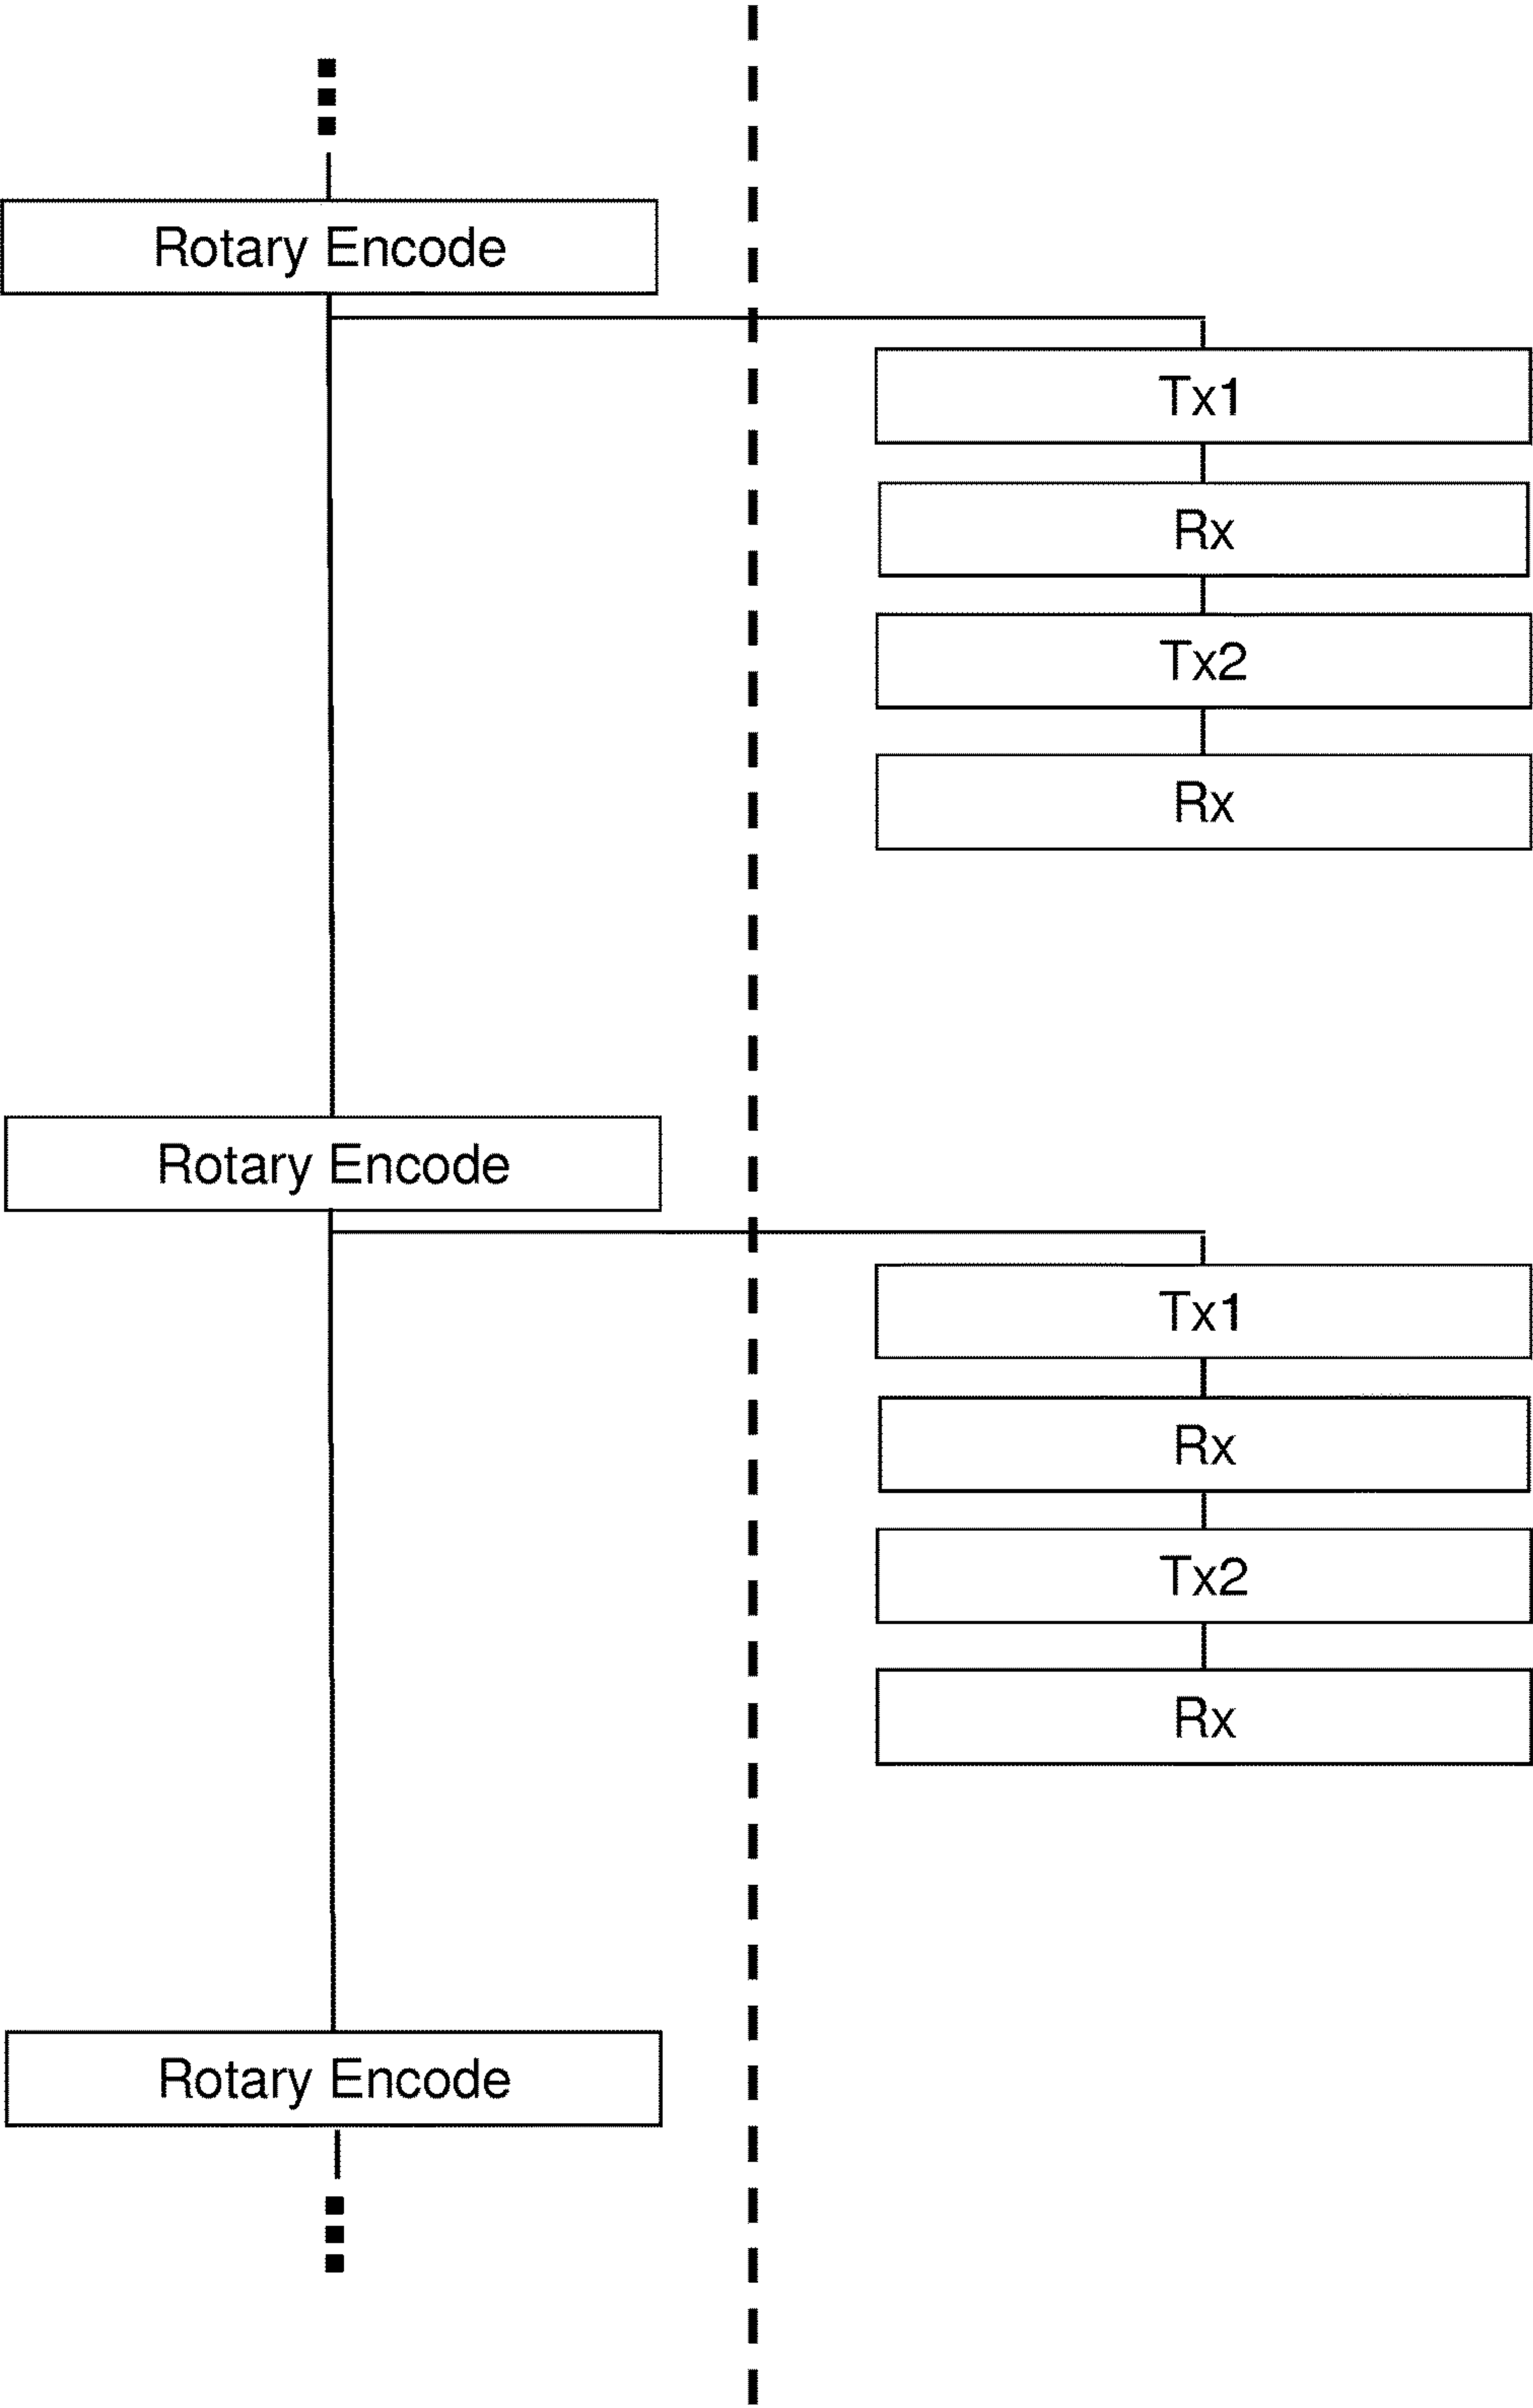 Rotary Encode
Tx1
Rx
Tx2
Rx
Rotary Encode
Tx1
Rx
Tx2
Rx
Rotary Encode